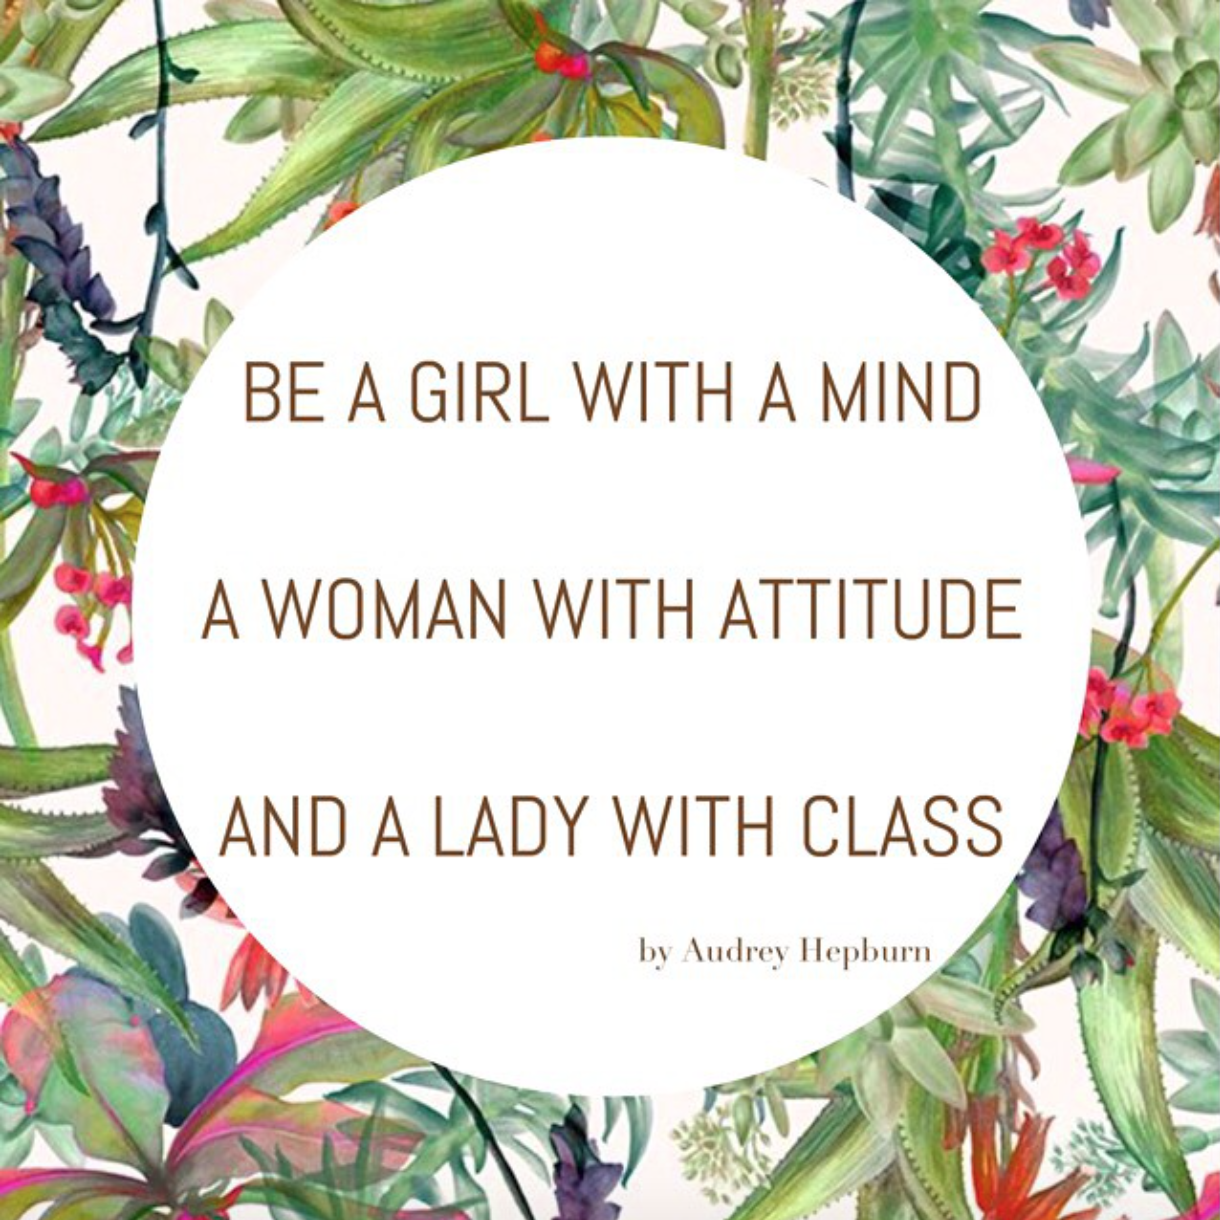 BE A GIRL WITH A MIND
A WOMAN WITH ATTITUDE
AND A LADY WITH CLASS
by Audrey Hepburn